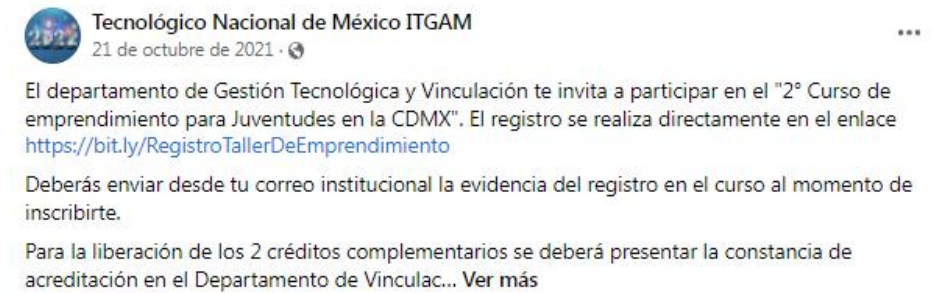 Tecnológico Nacional de México ITGAM
21 de octubre de 2021 ·
El departamento de Gestión Tecnológica y Vinculación te invita a participar en el "2° Curso de
emprendimiento para Juventudes en la CDMX". El registro se realiza directamente en el enlace
https://bit.ly/RegistroTallerDeEmprendimiento
Deberás enviar desde tu correo institucional la evidencia del registro en el curso al momento de
inscribirte.
Para la liberación de los 2 créditos complementarios se deberá presentar la constancia de
acreditación en el Departamento de Vinculac... Ver más